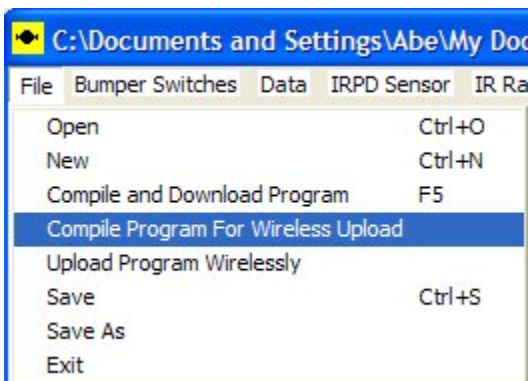 C:\Documents and Settings\Abe\My Doc
File Bumper Switches Data IRPD Sensor IR Ra
Open Ctrl+O
New Ctrl+N
Compile and Download Program F5
Compile Program For Wireless Upload
Upload Program Wirelessly
Save Ctrl+S
Save As
Exit